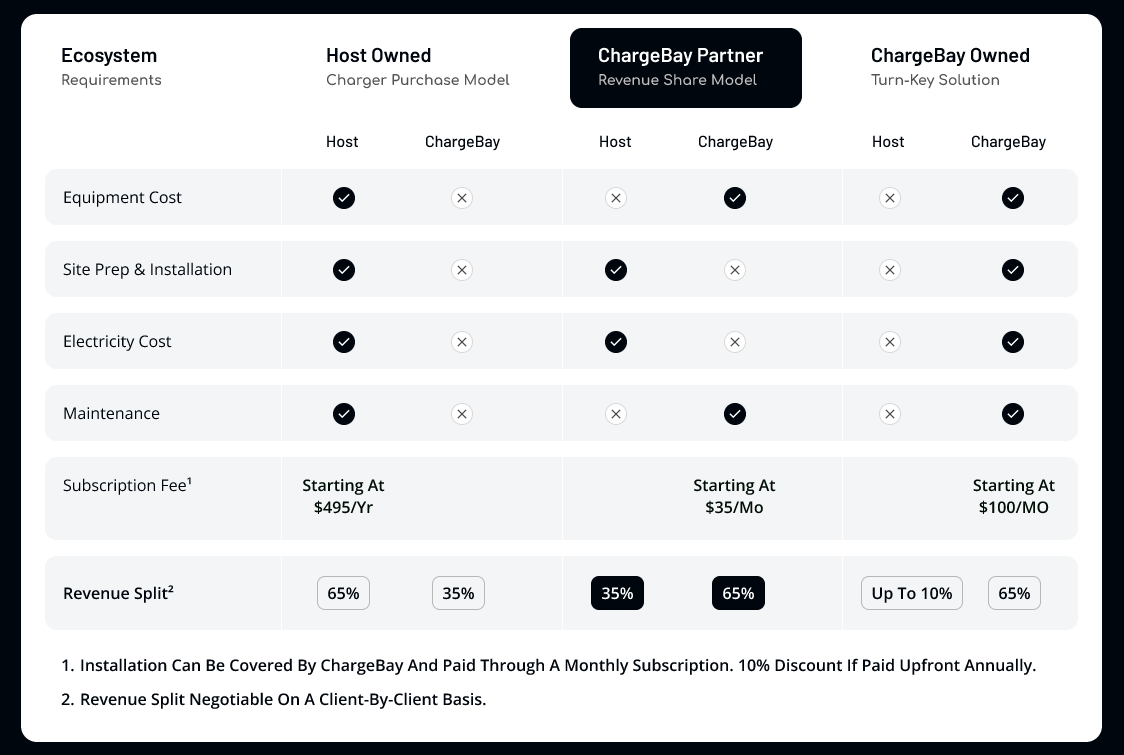 Ecosystem
Requirements
Host Owned
Charger Purchase Model
ChargeBay Partner
Revenue Share Model
ChargeBay Owned
Turn-Key Solution
Host ChargeBay Host ChargeBay Host ChargeBay
Equipment Cost
Site Prep & Installation
Electricity Cost
Maintenance
Subscription Fee¹
Starting At
$495/Yr
Starting At
$35/Mo
Starting At
$100/MO
Revenue Split² 65% 35% 35% 65% Up To 10% 65%
1. Installation Can Be Covered By ChargeBay And Paid Through A Monthly Subscription. 10% Discount If Paid Upfront Annually.
2. Revenue Split Negotiable On A Client-By-Client Basis.